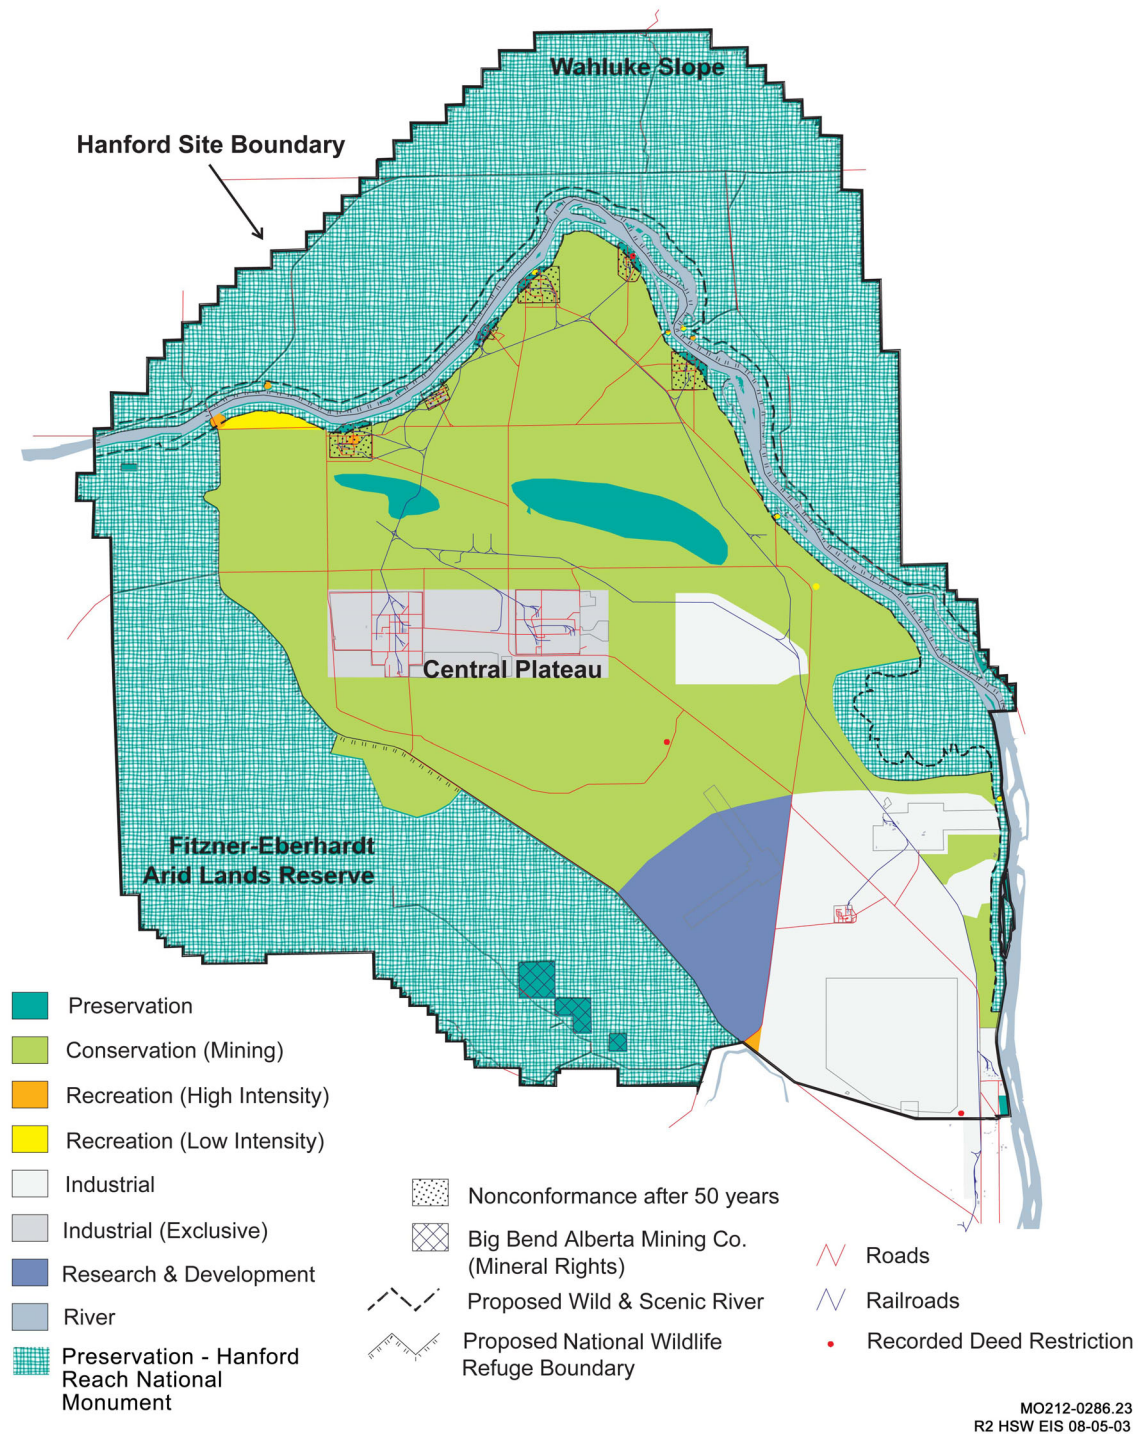 Wahluke Slope
Hanford Site Boundary
Central Plateau
Fitzner-Eberhardt
Arid Lands Reserve
Preservation
Conservation (Mining)
Recreation (High Intensity)
Recreation (Low Intensity)
Industrial
Industrial (Exclusive)
Research & Development
River
Preservation - Hanford
Reach National
Monument
Nonconformance after 50 years
Big Bend Alberta Mining Co.
(Mineral Rights)
Proposed Wild & Scenic River
Proposed National Wildlife
Refuge Boundary
Roads
Railroads
Recorded Deed Restriction
MO212-0286.23
R2 HSW EIS 08-05-03